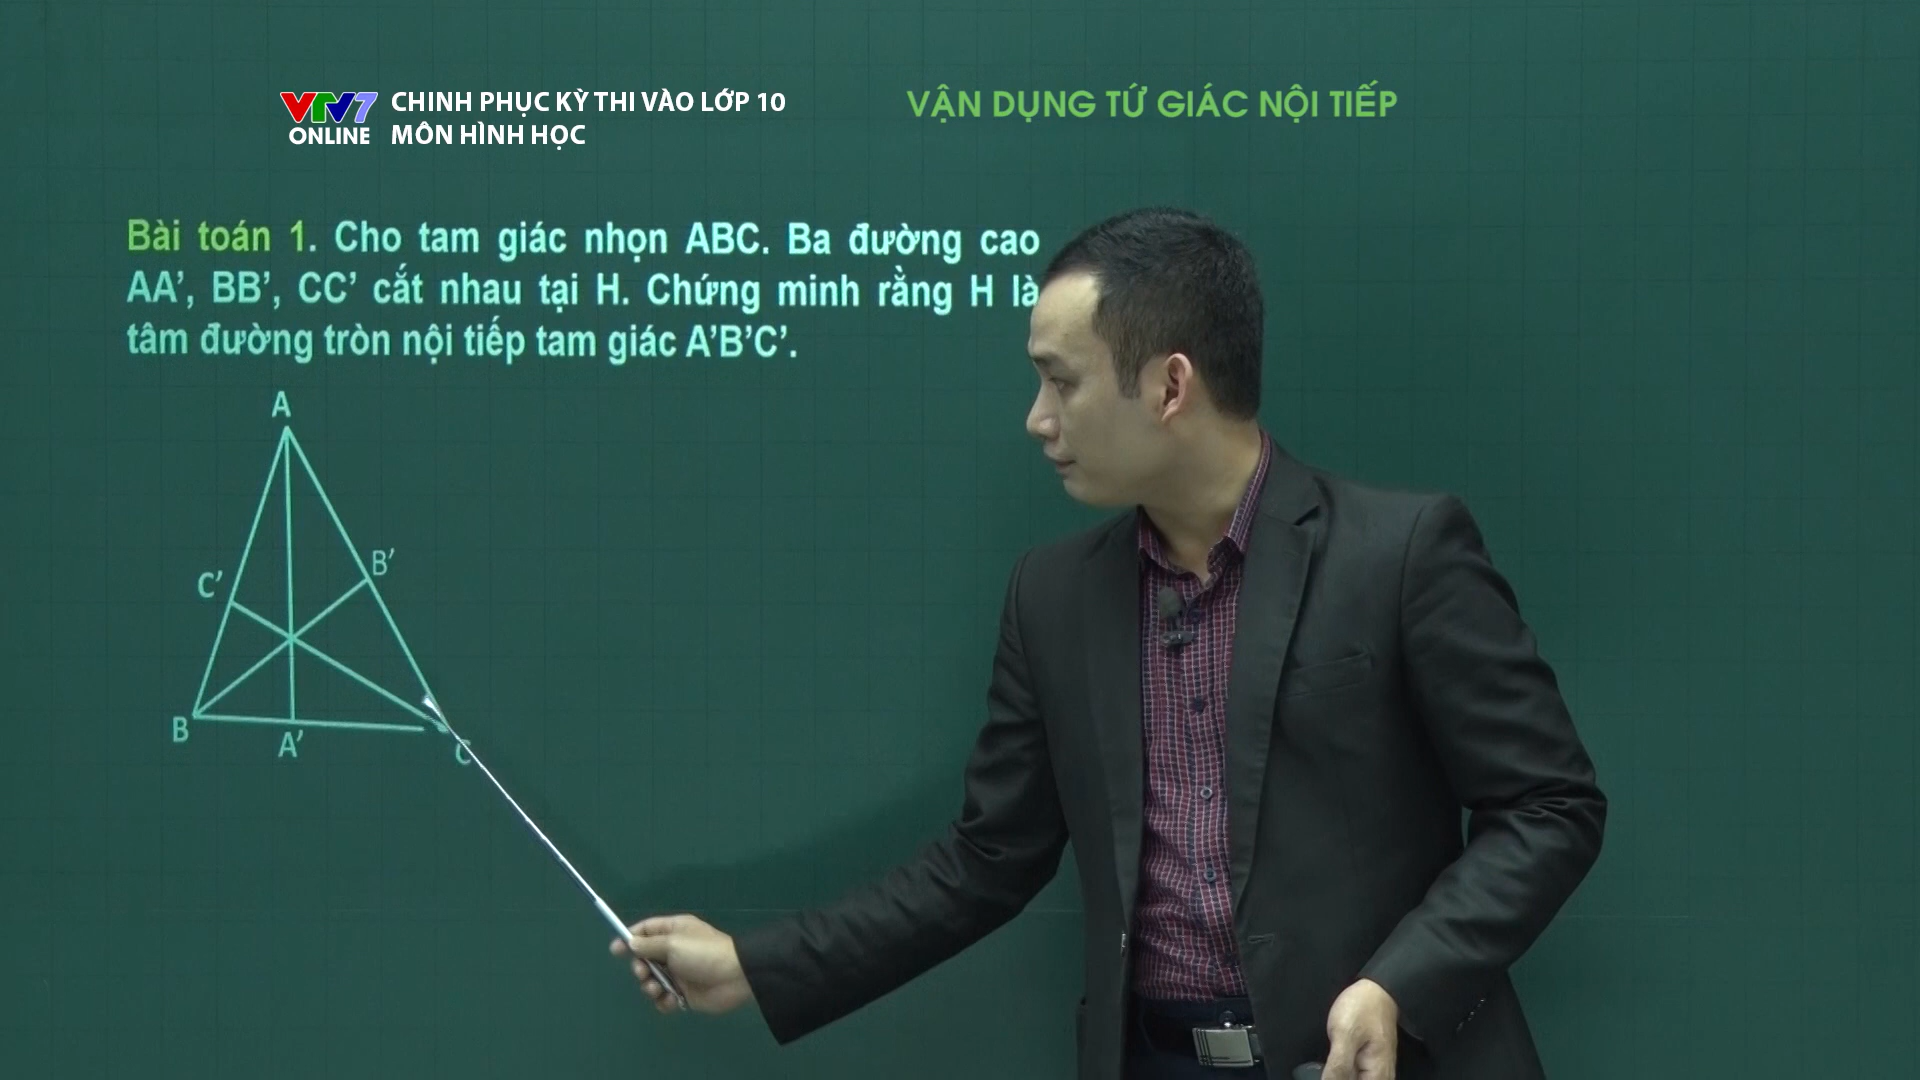 VTV7
ONLINE
CHINH PHỤC KỲ THI VÀO LỚP 10
MÔN HÌNH HỌC
VẬN DỤNG TỨ GIÁC NỘI TIẾP
Bài toán 1. Cho tam giác nhọn ABC. Ba đường cao
AA’, BB’, CC’ cắt nhau tại H. Chứng minh rằng H là
tâm đường tròn nội tiếp tam giác A’B’C’.
A
B’
C’
B
A’
C